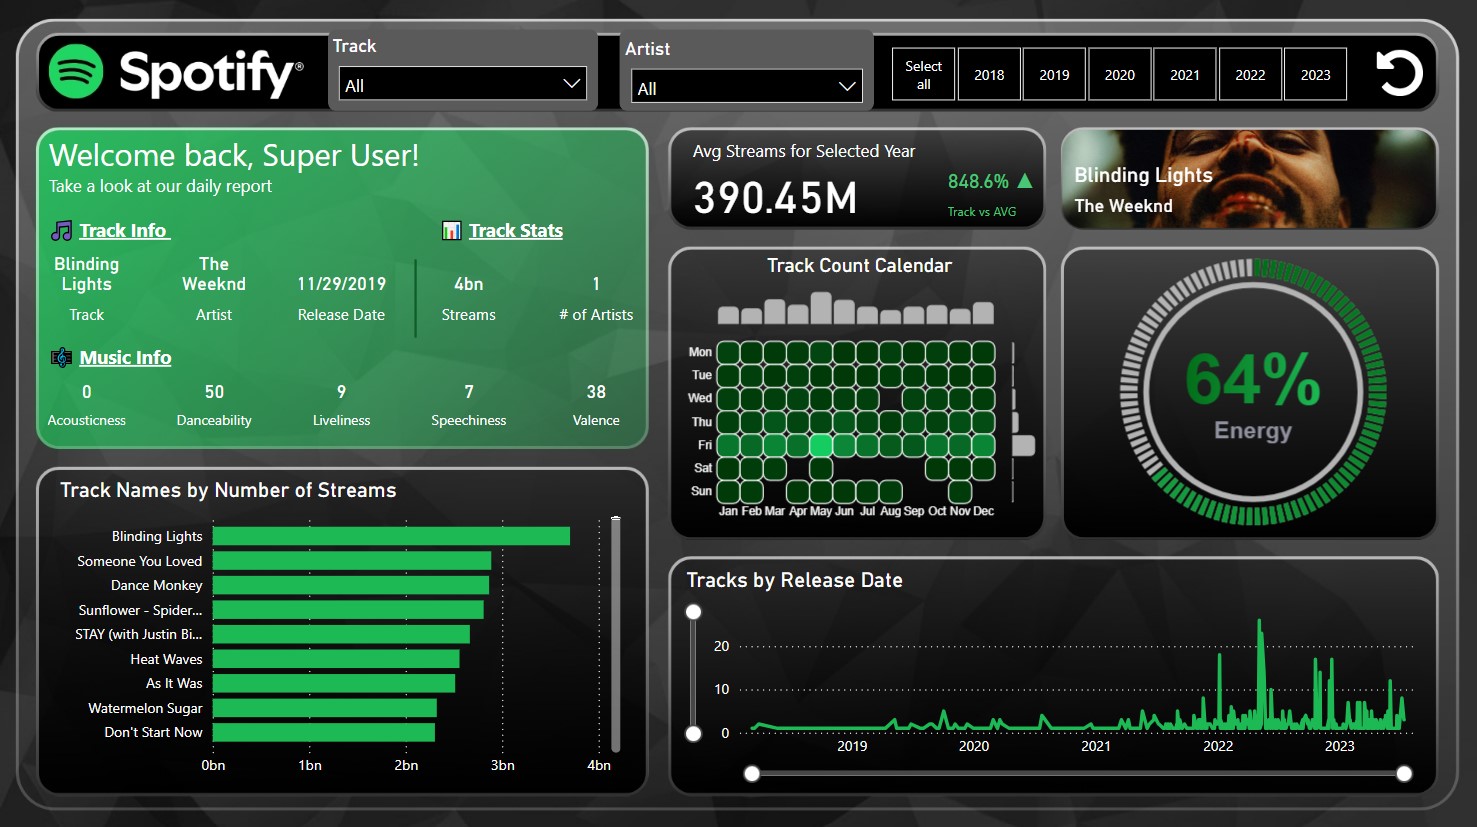 Spotify®
Track
All
Artist
All
Select
all
2018
2019
2020
2021
2022
2023
Welcome back, Super User!
Take a look at our daily report
Track Info
Track Stats
Blinding
Lights
The
Weeknd
11/29/2019
4bn
1
Track
Artist
Release Date
Streams
# of Artists
Music Info
0
50
9
7
38
Acousticness
Danceability
Liveliness
Speechiness
Valence
Avg Streams for Selected Year
390.45M
848.6% ▲
Track vs AVG
Blinding Lights
The Weeknd
Track Count Calendar
Mon
Tue
Wed
Thu
Fri
Sat
Sun
Jan Feb Mar Apr May Jun Jul Aug Sep Oct Nov Dec
64%
Energy
Track Names by Number of Streams
Blinding Lights
Someone You Loved
Dance Monkey
Sunflower - Spider...
STAY (with Justin Bi...
Heat Waves
As It Was
Watermelon Sugar
Don't Start Now
0bn 1bn 2bn 3bn 4bn
Tracks by Release Date
20
10
0
2019 2020 2021 2022 2023